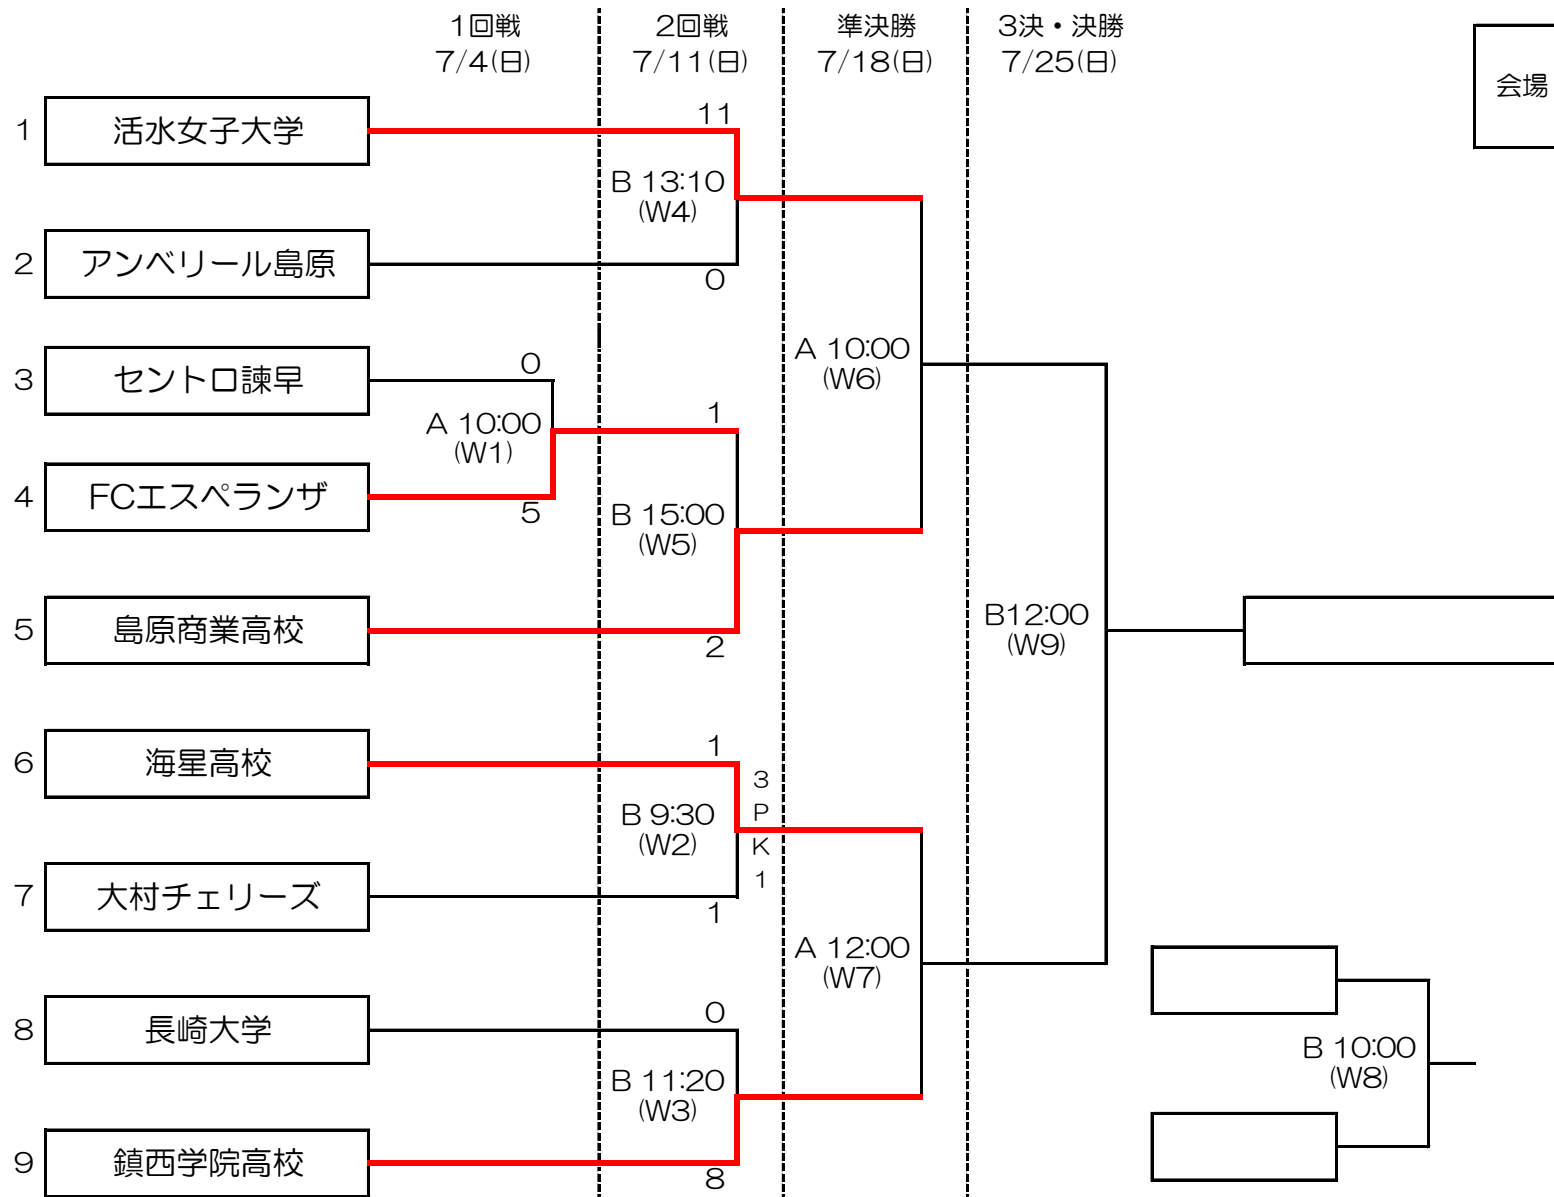 1回戦
7/4(日)
2回戦
7/11(日)
準決勝
7/18(日)
3決・決勝
7/25(日)
会場
1 活水女子大学
11
B 13:10
(W4)
2 アンベリール島原
0
3 セントロ諫早
0
A 10:00
(W1)
4 FCエスペランザ
5
1
B 15:00
(W5)
5 島原商業高校
2
A 10:00
(W6)
6 海星高校
1
B 9:30
(W2)
3
P
K
1
7 大村チェリーズ
1
8 長崎大学
0
B 11:20
(W3)
9 鎮西学院高校
8
A 12:00
(W7)
B12:00
(W9)
B 10:00
(W8)